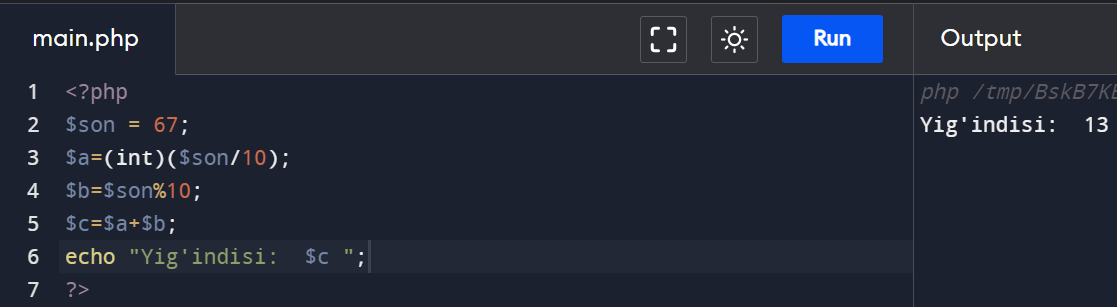 main.php
Run
Output
1 <?php
2 $son = 67;
3 $a=(int)($son/10);
4 $b=$son%10;
5 $c=$a+$b;
6 echo "Yig'indisi:  $c ";
7 ?>
php /tmp/BskB7K
Yig'indisi:  13